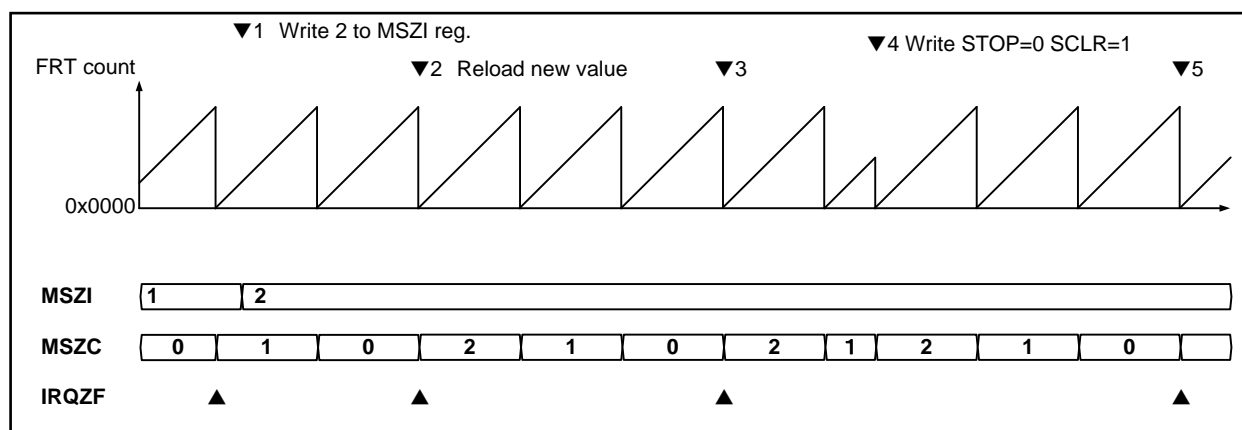 ▼1 Write 2 to MSZI reg.
▼4 Write STOP=0 SCLR=1
FRT count
▼2 Reload new value
▼3
▼5
0x0000
MSZI 1 2
MSZC 0 1 0 2 1 0 2 1 2 1 0
IRQZF ▲ ▲ ▲ ▲